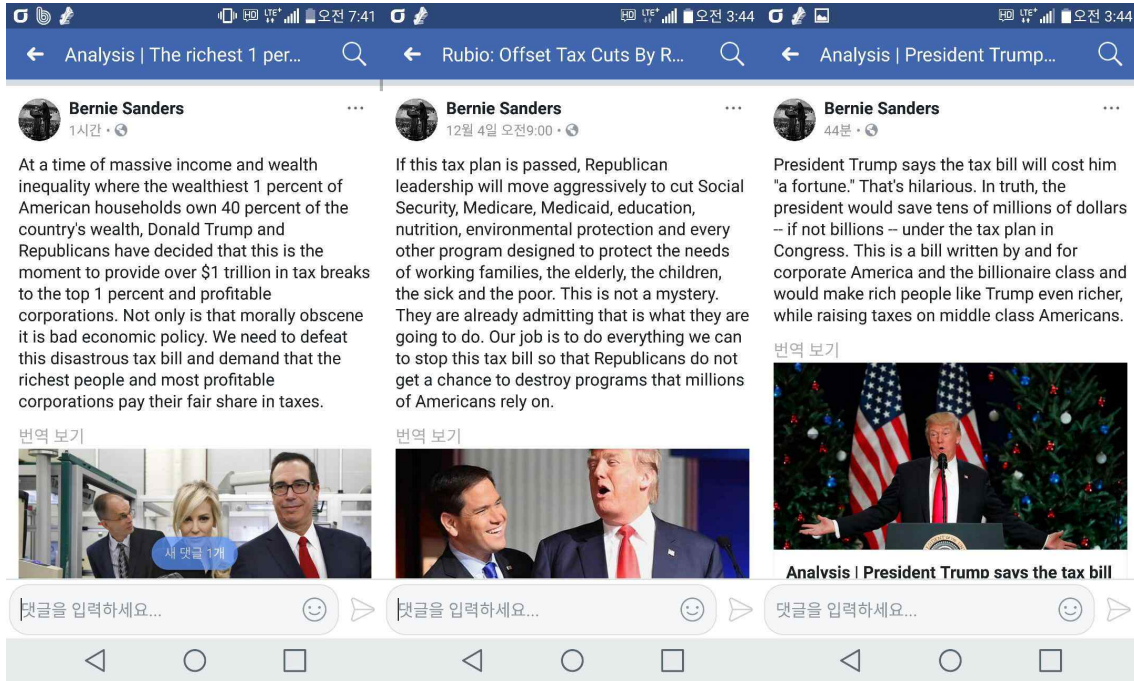 HD LTE+ 오전 7:41
Analysis | The richest 1 per...
Bernie Sanders
1시간
At a time of massive income and wealth
inequality where the wealthiest 1 percent of
American households own 40 percent of the
country's wealth, Donald Trump and
Republicans have decided that this is the
moment to provide over $1 trillion in tax breaks
to the top 1 percent and profitable
corporations. Not only is that morally obscene
it is bad economic policy. We need to defeat
this disastrous tax bill and demand that the
richest people and most profitable
corporations pay their fair share in taxes.
번역 보기
새 댓글 1개
댓글을 입력하세요...
HD LTE+ 오전 3:44
Rubio: Offset Tax Cuts By R...
Bernie Sanders
12월 4일 오전9:00
If this tax plan is passed, Republican
leadership will move aggressively to cut Social
Security, Medicare, Medicaid, education,
nutrition, environmental protection and every
other program designed to protect the needs
of working families, the elderly, the children,
the sick and the poor. This is not a mystery.
They are already admitting that is what they are
going to do. Our job is to do everything we can
to stop this tax bill so that Republicans do not
get a chance to destroy programs that millions
of Americans rely on.
번역 보기
댓글을 입력하세요...
HD LTE+ 오전 3:44
Analysis | President Trump...
Bernie Sanders
44분
President Trump says the tax bill will cost him
"a fortune." That's hilarious. In truth, the
president would save tens of millions of dollars
-- if not billions -- under the tax plan in
Congress. This is a bill written by and for
corporate America and the billionaire class and
would make rich people like Trump even richer,
while raising taxes on middle class Americans.
번역 보기
Analysis | President Trump says the tax bill
댓글을 입력하세요...